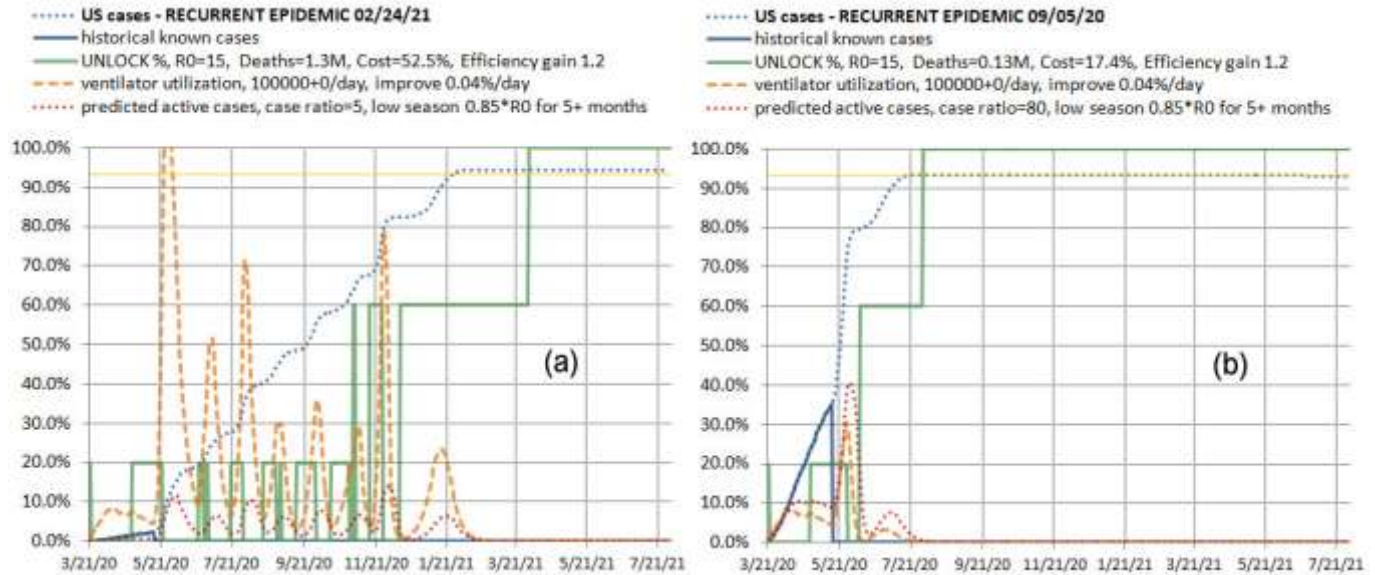 US cases - RECURRENT EPIDEMIC 02/24/21
historical known cases
UNLOCK %, R0=15, Deaths=1.3M, Cost=52.5%, Efficiency gain 1.2
ventilator utilization, 100000+0/day, improve 0.04%/day
predicted active cases, case ratio=5, low season 0.85*R0 for 5+ months
100.0%
90.0%
80.0%
70.0%
60.0%
50.0%
40.0%
30.0%
20.0%
10.0%
0.0%
3/21/20 5/21/20 7/21/20 9/21/20 11/21/20 1/21/21 3/21/21 5/21/21 7/21/21
(a)
US cases - RECURRENT EPIDEMIC 09/05/20
historical known cases
UNLOCK %, R0=15, Deaths=0.13M, Cost=17.4%, Efficiency gain 1.2
ventilator utilization, 100000+0/day, improve 0.04%/day
predicted active cases, case ratio=80, low season 0.85*R0 for 5+ months
100.0%
90.0%
80.0%
70.0%
60.0%
50.0%
40.0%
30.0%
20.0%
10.0%
0.0%
3/21/20 5/21/20 7/21/20 9/21/20 11/21/20 1/21/21 3/21/21 5/21/21 7/21/21
(b)